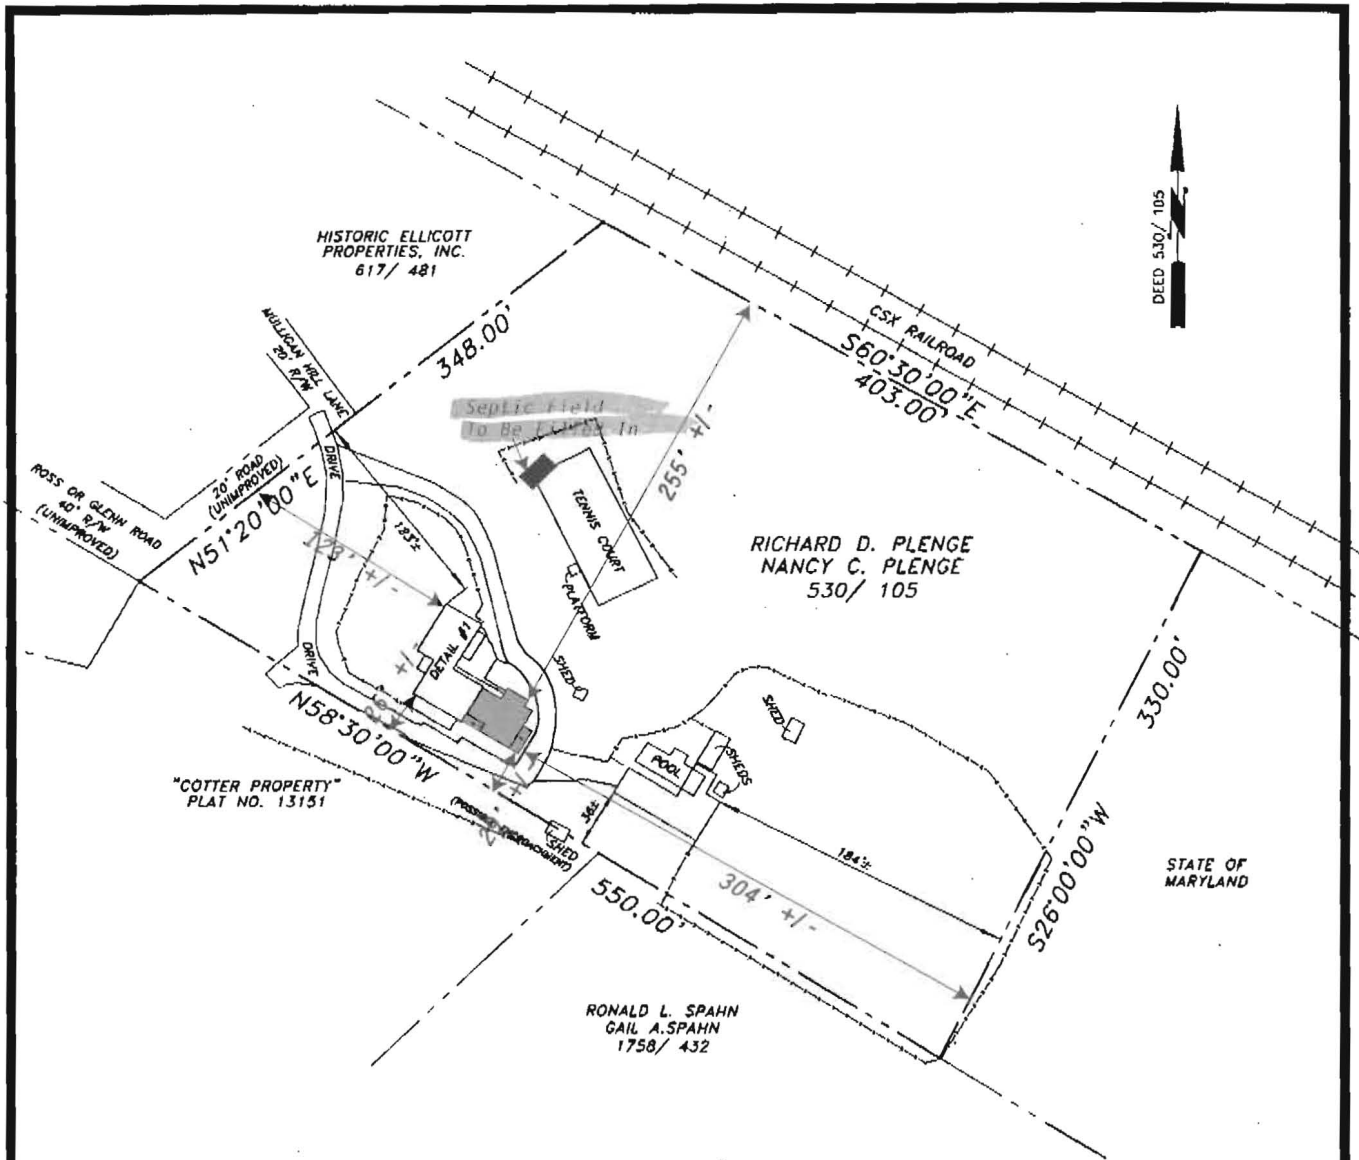 HISTORIC ELLICOTT
PROPERTIES, INC.
617/ 481
DEED 530/ 105
N
CSX RAILROAD
S60°30'00"E
403.00'
348.00'
MULLIGAN HILL LANE
20' R/W
Septic Field
To Be Filled In
255' +/-
20' ROAD
(UNIMPROVED)
ROSS OR GLENN ROAD
40' R/W
(UNIMPROVED)
N51°20'00"E
DRIVE
183'±
123' +/-
TENNIS COURT
PLATFORM
RICHARD D. PLENGE
NANCY C. PLENGE
530/ 105
330.00'
DETAIL #1
+/-
SHED
DRIVE
N58°30'00"W
SHED
POOL
SHEDS
"COTTER PROPERTY"
PLAT NO. 13151
+/-
(POSSIBLE ENCROACHMENT)
SHED
36±
184'±
304' +/-
550.00'
S26°00'00"W
STATE OF
MARYLAND
RONALD L. SPAHN
GAIL A.SPAHN
1758/ 432